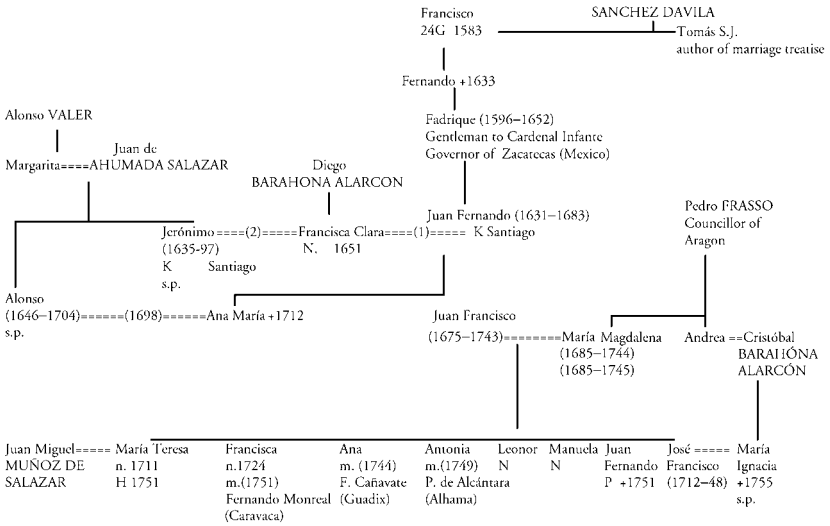 Francisco
24G 1583
SANCHEZ DAVILA
Tomás S.J.
author of marriage treatise
Fernando +1633
Fadrique (1596–1652)
Gentleman to Cardenal Infante
Governor of Zacatecas (Mexico)
Alonso VALER
Juan de
Margarita====AHUMADA SALAZAR
Diego
BARAHONA ALARCON
Pedro FRASSO
Councillor of
Aragon
Juan Fernando (1631–1683)
Jerónimo ====(2)=====Francisca Clara====(1)===== K Santiago
(1635-97) N. 1651
K Santiago
s.p.
Alonso
(1646–1704)======(1698)======Ana María +1712
s.p.
Juan Francisco
(1675–1743)========María Magdalena
(1685–1744)
(1685–1745)
Andrea ==Cristóbal
BARAHÓNA
ALARCÓN
Juan Miguel===== María Teresa Francisca Ana Antonia Leonor Manuela Juan José ===== María
MUÑOZ DE n. 1711 n.1724 m. (1744) m.(1749) N N Fernando Francisco Ignacia
SALAZAR H 1751 m.(1751) F. Cañavate P. de Alcántara P +1751 (1712–48) +1755
Fernando Monreal (Guadix) (Alhama) s.p.
(Caravaca)